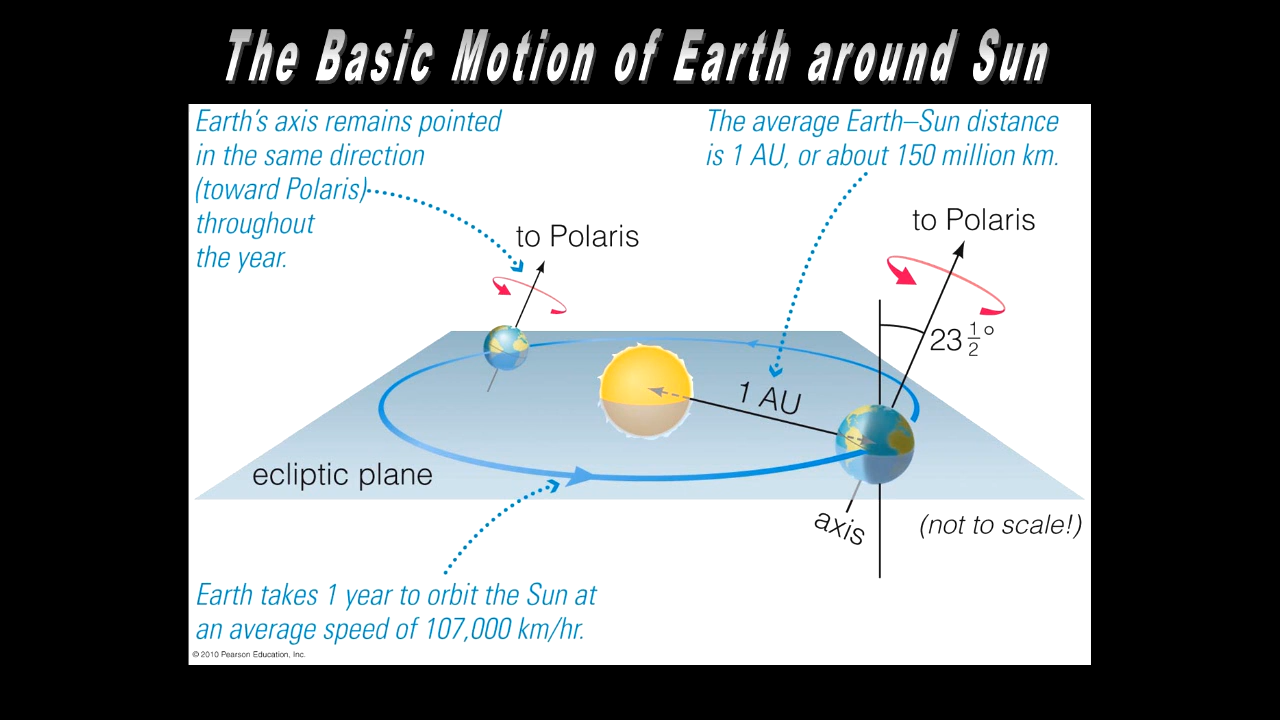 The Basic Motion of Earth around Sun
Earth's axis remains pointed
in the same direction
(toward Polaris)
throughout
the year.
The average Earth–Sun distance
is 1 AU, or about 150 million km.
to Polaris
to Polaris
23 1/2°
1 AU
ecliptic plane
axis
(not to scale!)
Earth takes 1 year to orbit the Sun at
an average speed of 107,000 km/hr.
© 2010 Pearson Education, Inc.